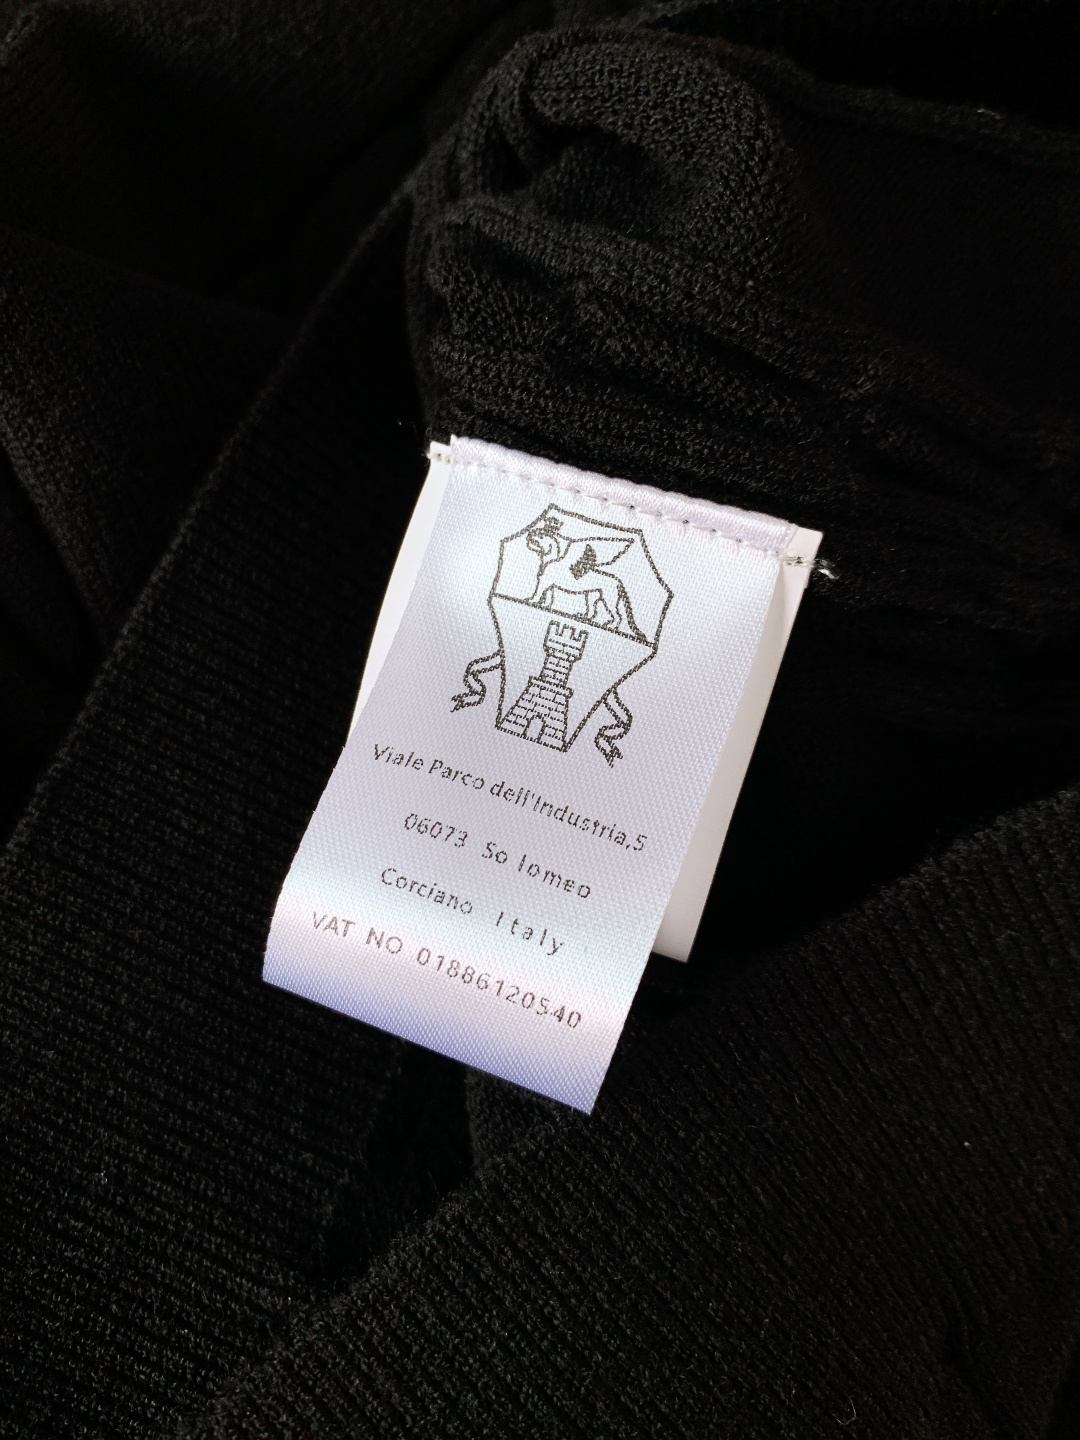 Viale Parco dell'Industria,5
06073 So lomeo
Corciano Italy
VAT NO 01886120540